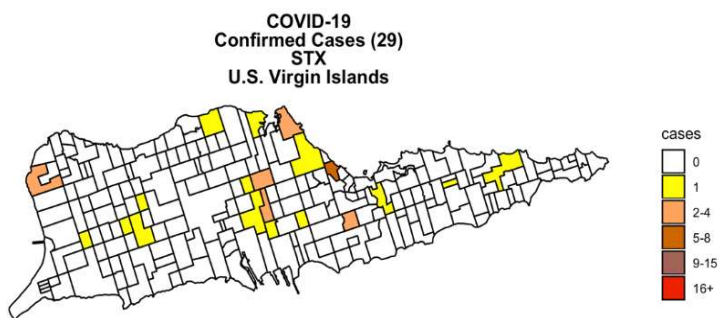 COVID-19
Confirmed Cases (29)
STX
U.S. Virgin Islands
cases
0
1
2-4
5-8
9-15
16+